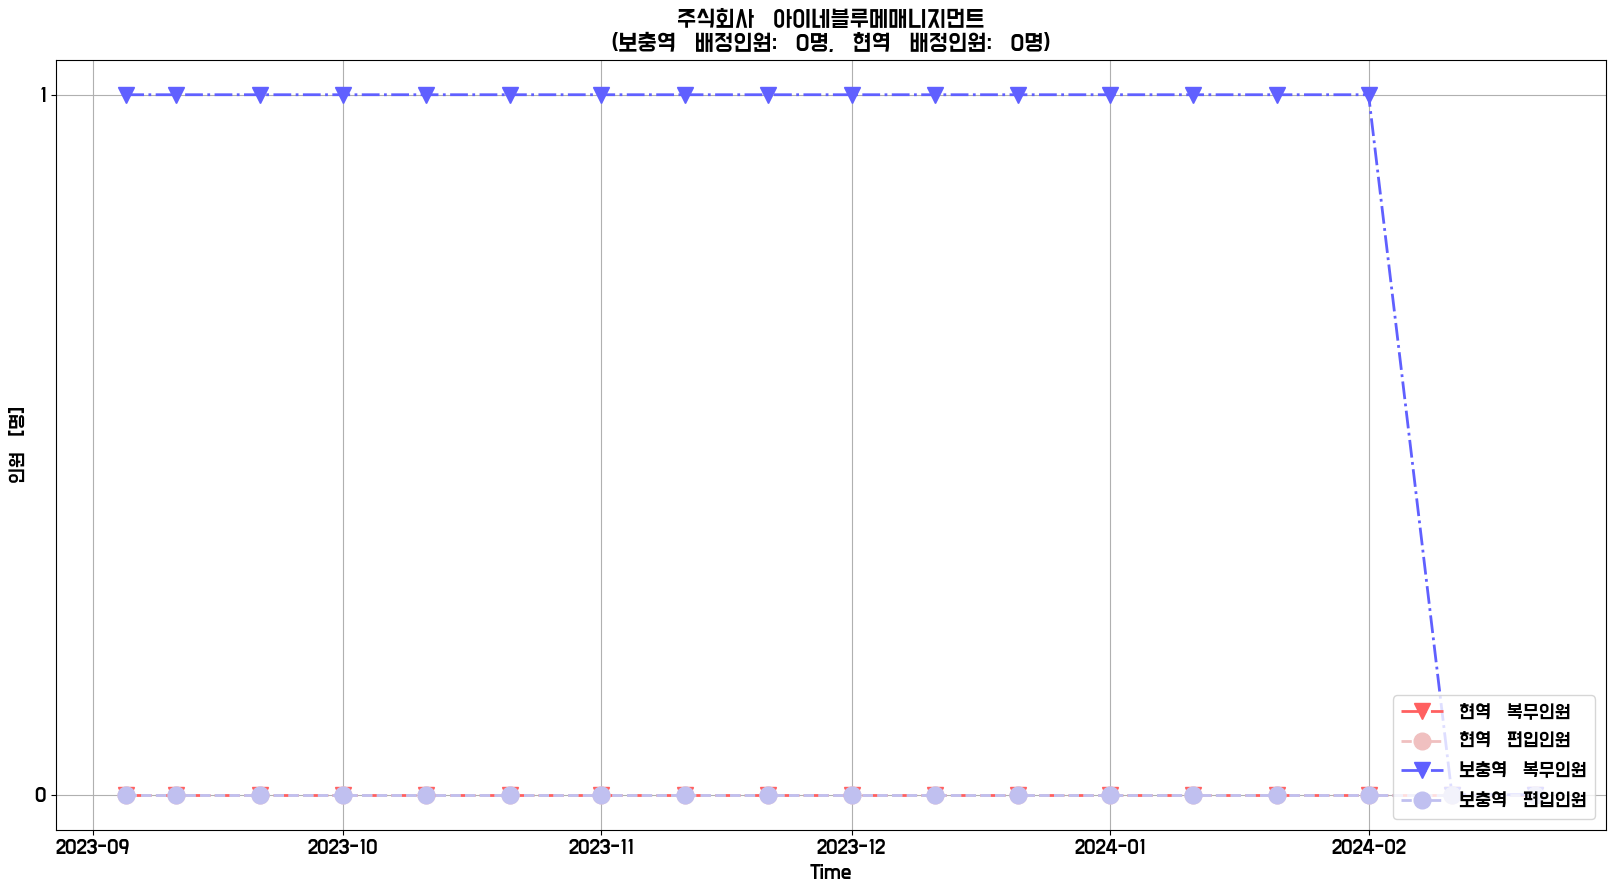 주식회사 아이네블루메매니지먼트
(보충역 배정인원: 0명, 현역 배정인원: 0명)
1
인원 [명]
0
현역 복무인원
현역 편입인원
보충역 복무인원
보충역 편입인원
2023-09 2023-10 2023-11 2023-12 2024-01 2024-02
Time